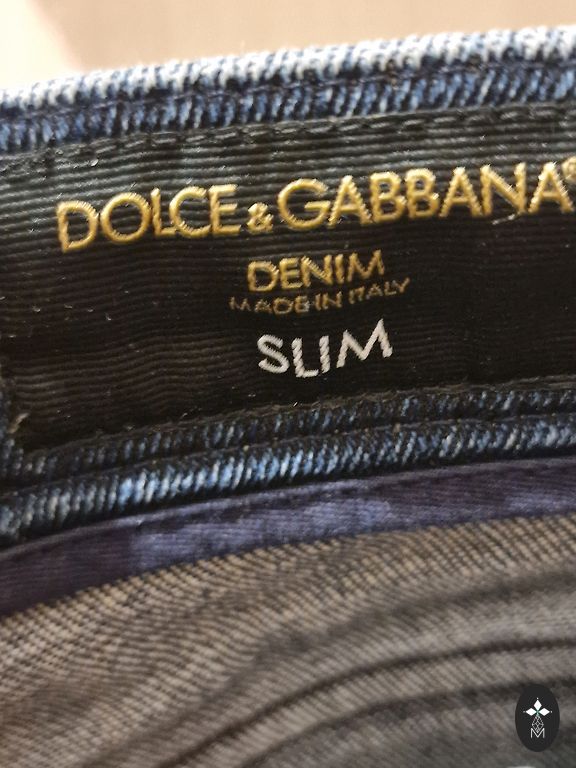 DOLCE & GABBANA®
DENIM
MADE IN ITALY
SLIM
M